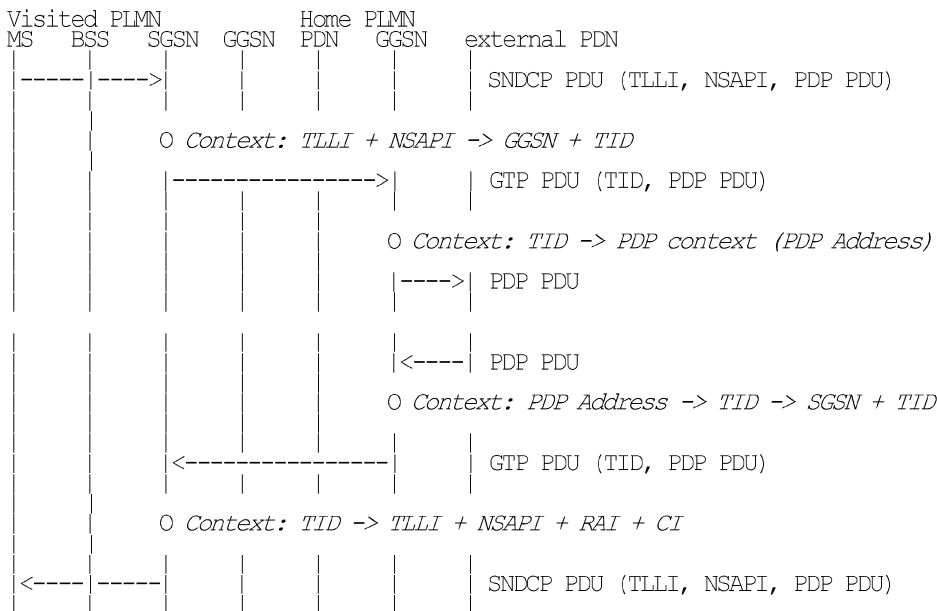 Visited PLMN Home PLMN
MS BSS SGSN GGSN PDN GGSN external PDN
SNDCP PDU (TLLI, NSAPI, PDP PDU)
O Context: TLLI + NSAPI -> GGSN + TID
GTP PDU (TID, PDP PDU)
O Context: TID -> PDP context (PDP Address)
PDP PDU
PDP PDU
O Context: PDP Address -> TID -> SGSN + TID
GTP PDU (TID, PDP PDU)
O Context: TID -> TLLI + NSAPI + RAI + CI
SNDCP PDU (TLLI, NSAPI, PDP PDU)